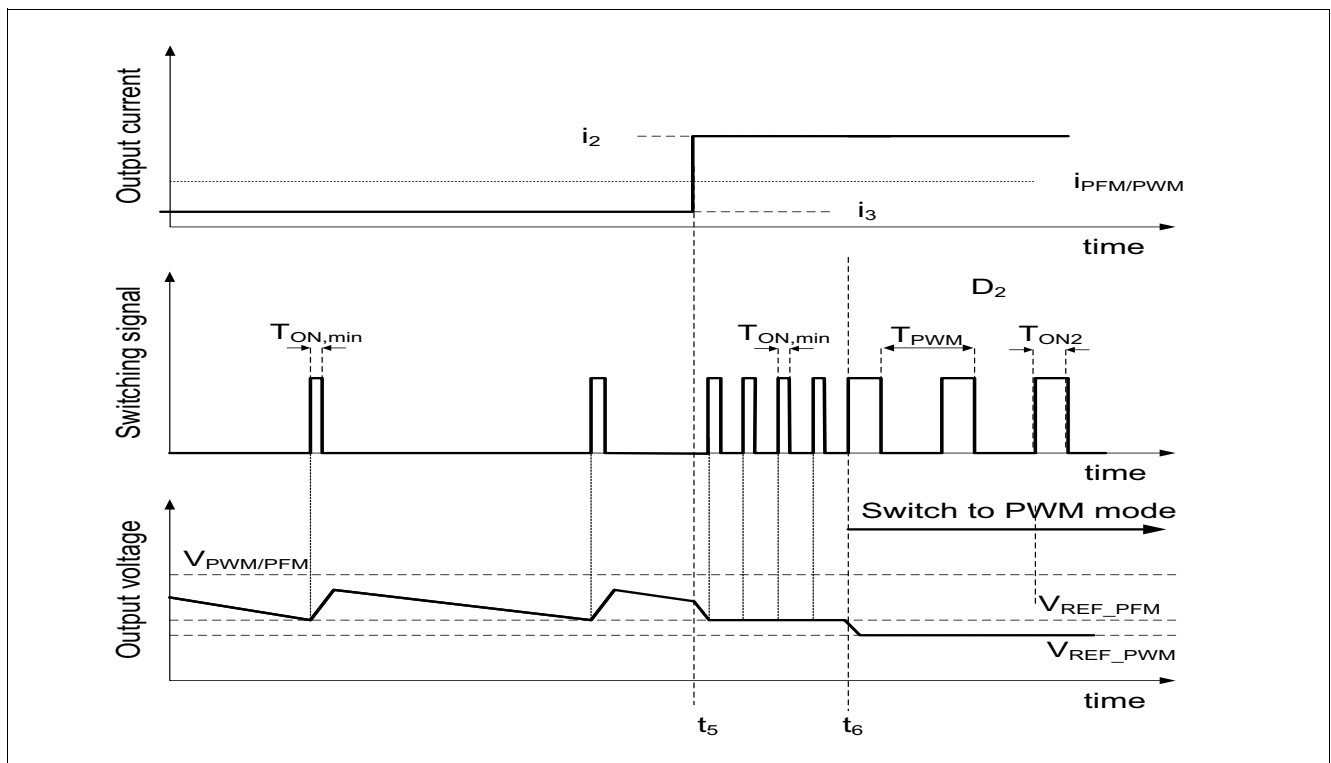 Output current
i2
iPFM/PWM
i3
time
Switching signal
D2
TON,min
TON,min
TPWM
TON2
time
Output voltage
Switch to PWM mode
VPWM/PFM
VREF_PFM
VREF_PWM
time
t5
t6